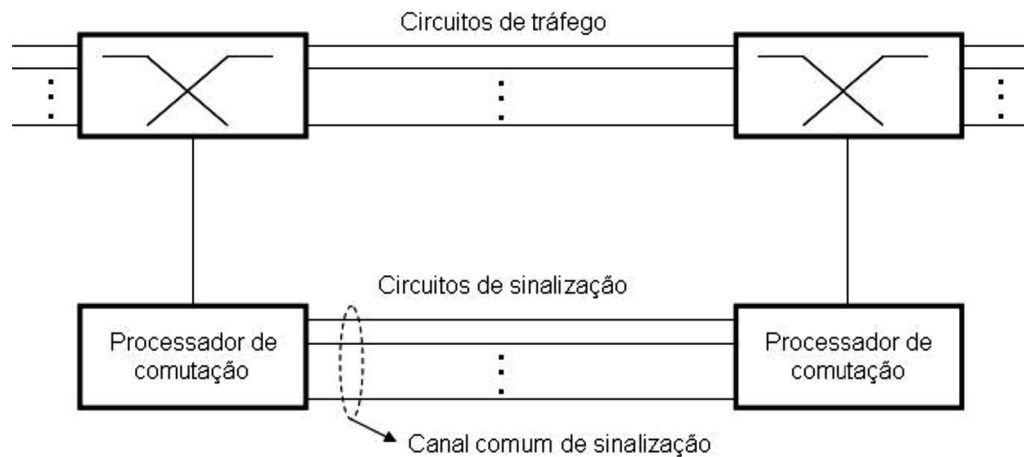 Circuitos de tráfego
Circuitos de sinalização
Processador de
comutação
Processador de
comutação
Canal comum de sinalização